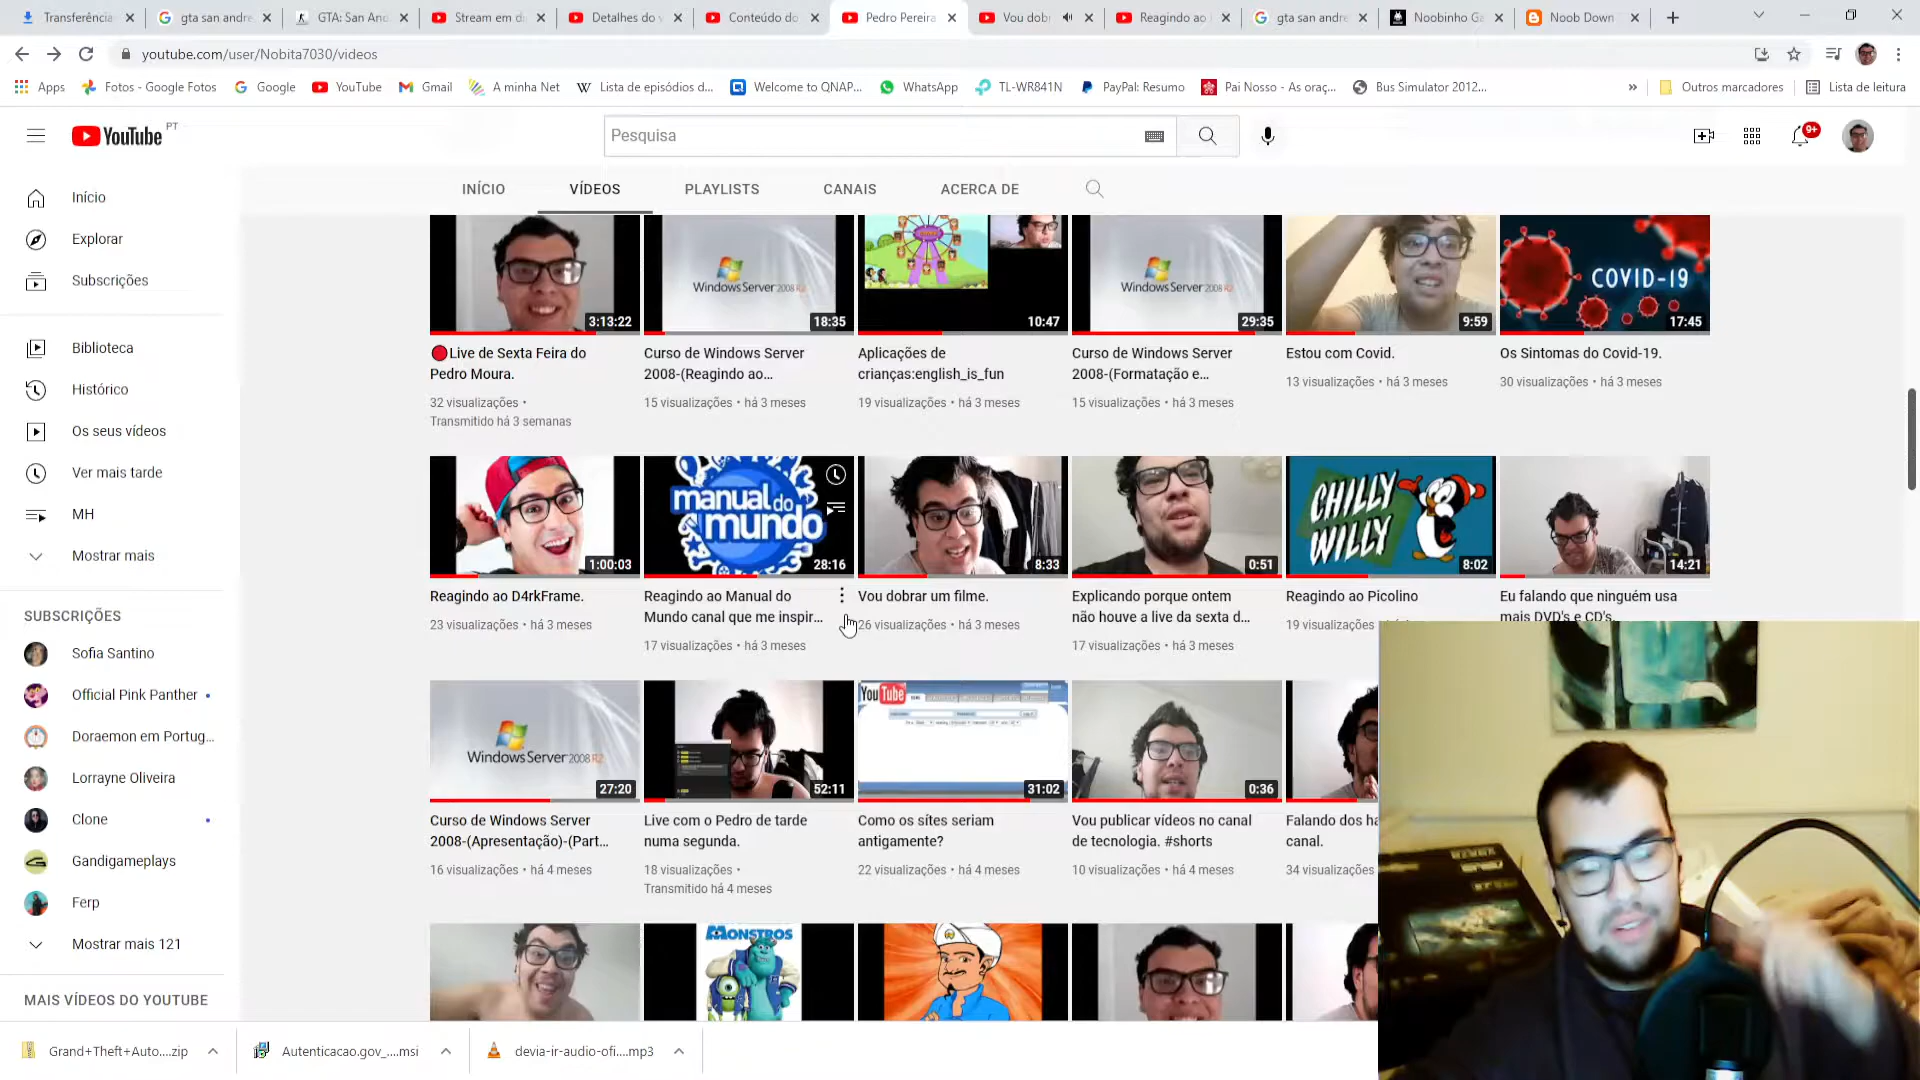 Transferência
gta san andre
GTA: San And
Stream em d
Detalhes do v
Conteúdo do
Pedro Pereira
Vou dobr
Reagindo ao
gta san andre
Noobinho Ga
Noob Down
youtube.com/user/Nobita7030/videos
Apps
Fotos - Google Fotos
Google
YouTube
Gmail
A minha Net
Lista de episódios d...
Welcome to QNAP...
WhatsApp
TL-WR841N
PayPal: Resumo
Pai Nosso - As oraç...
Bus Simulator 2012...
»
Outros marcadores
Lista de leitura
YouTube PT
Pesquisa
9+
INÍCIO
VÍDEOS
PLAYLISTS
CANAIS
ACERCA DE
Início
Explorar
Subscrições
Biblioteca
Histórico
Os seus vídeos
Ver mais tarde
MH
Mostrar mais
SUBSCRIÇÕES
Sofia Santino
Official Pink Panther
Doraemon em Portug...
Lorrayne Oliveira
Clone
Gandigameplays
Ferp
Mostrar mais 121
MAIS VÍDEOS DO YOUTUBE
3:13:22
Live de Sexta Feira do
Pedro Moura.
32 visualizações •
Transmitido há 3 semanas
Windows Server 2008 R2
18:35
Curso de Windows Server
2008-(Reagindo ao...
15 visualizações • há 3 meses
10:47
Aplicações de
crianças:english_is_fun
19 visualizações • há 3 meses
Windows Server 2008 R2
29:35
Curso de Windows Server
2008-(Formatação e...
15 visualizações • há 3 meses
9:59
Estou com Covid.
13 visualizações • há 3 meses
COVID-19
17:45
Os Sintomas do Covid-19.
30 visualizações • há 3 meses
1:00:03
Reagindo ao D4rkFrame.
23 visualizações • há 3 meses
manual do
mundo
28:16
Reagindo ao Manual do
Mundo canal que me inspir...
17 visualizações • há 3 meses
8:33
Vou dobrar um filme.
26 visualizações • há 3 meses
0:51
Explicando porque ontem
não houve a live da sexta d...
17 visualizações • há 3 meses
CHILLY
WILLY
8:02
Reagindo ao Picolino
19 visualizações • há 3 meses
14:21
Eu falando que ninguém usa
mais DVD's e CD's.
Windows Server 2008 R2
27:20
Curso de Windows Server
2008-(Apresentação)-(Part...
16 visualizações • há 4 meses
52:11
Live com o Pedro de tarde
numa segunda.
18 visualizações •
Transmitido há 4 meses
YouTube
31:02
Como os sítes seriam
antigamente?
22 visualizações • há 4 meses
0:36
Vou publicar vídeos no canal
de tecnologia. #shorts
10 visualizações • há 4 meses
Falando dos ha
canal.
34 visualizações
MONSTROS
Grand+Theft+Auto....zip
Autenticacao.gov_....msi
devia-ir-audio-ofi....mp3